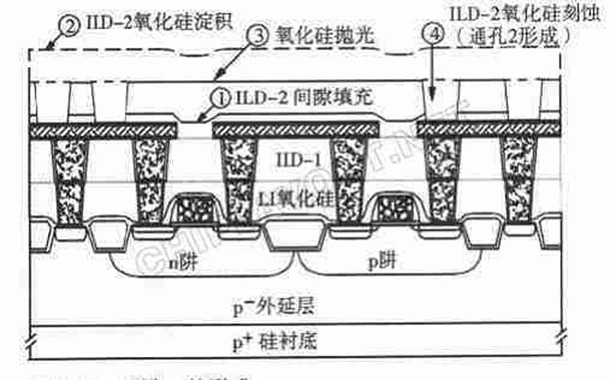 ② IID-2氧化硅淀积
③ 氧化硅抛光
④ ILD-2氧化硅刻蚀
（通孔2形成）
① ILD-2 间隙填充
IID-1
LI氧化硅
n阱
p阱
p⁻外延层
p⁺硅衬底